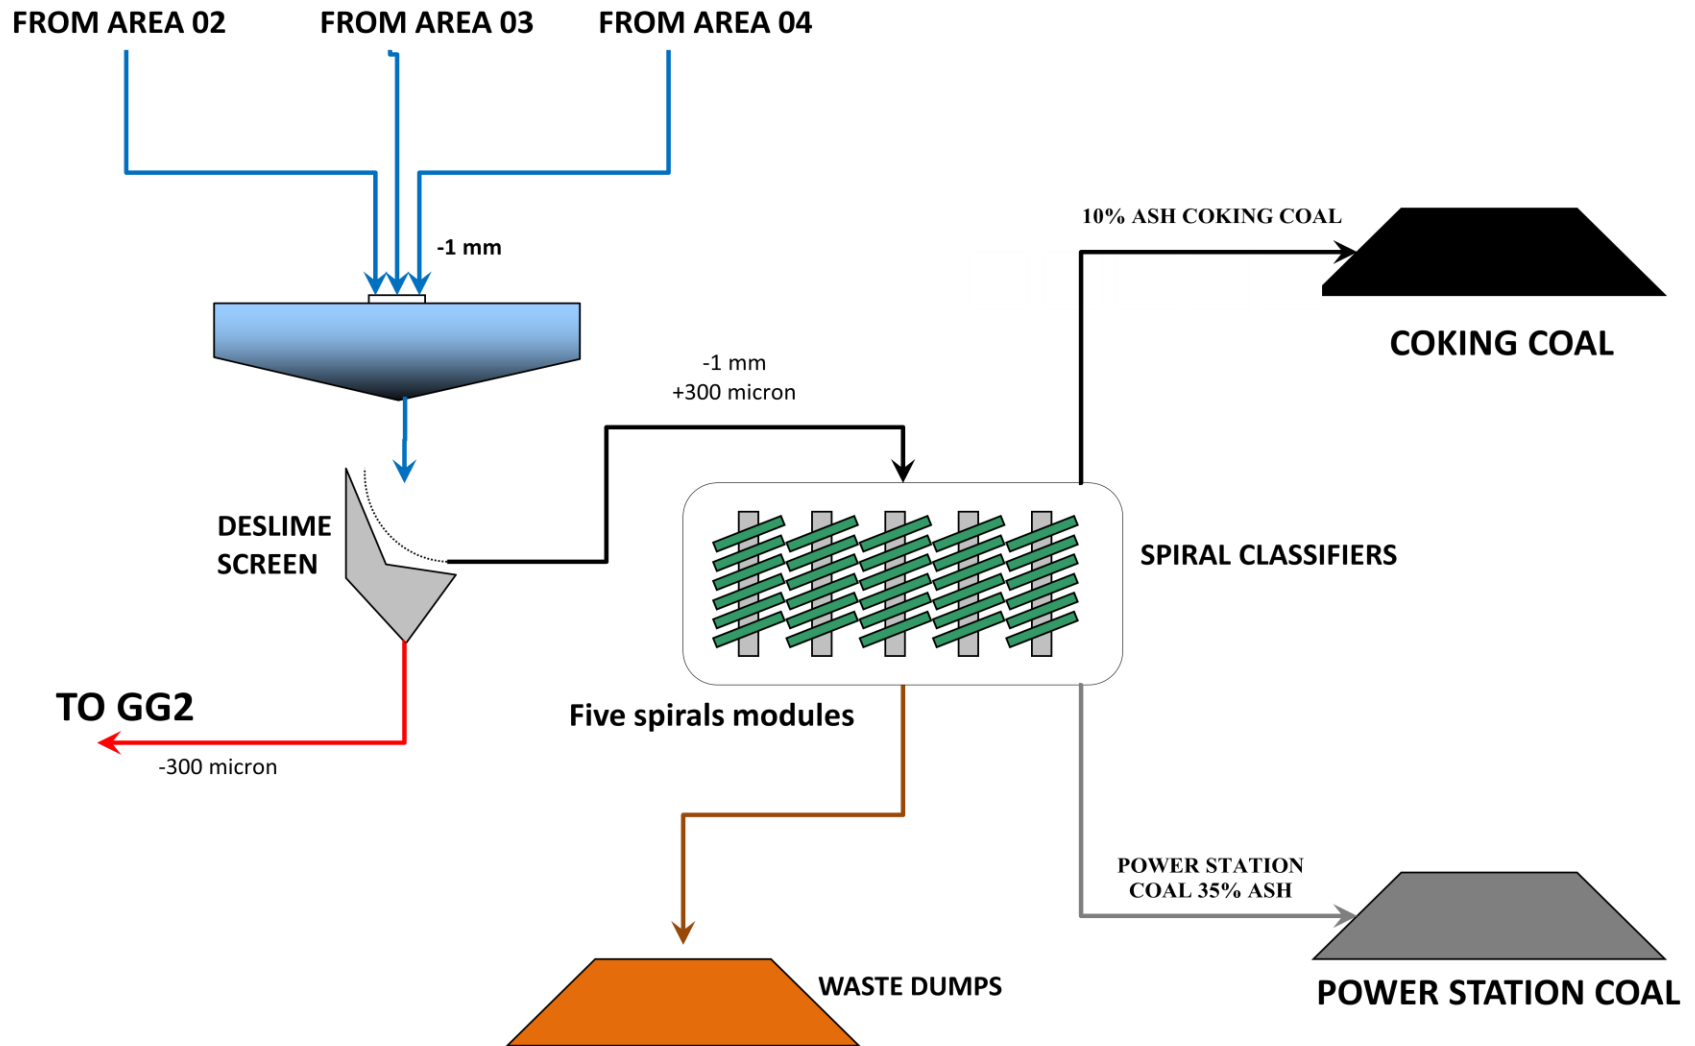 FROM AREA 02
FROM AREA 03
FROM AREA 04
-1 mm
10% ASH COKING COAL
COKING COAL
-1 mm
+300 micron
DESLIME
SCREEN
SPIRAL CLASSIFIERS
TO GG2
-300 micron
Five spirals modules
POWER STATION
COAL 35% ASH
WASTE DUMPS
POWER STATION COAL